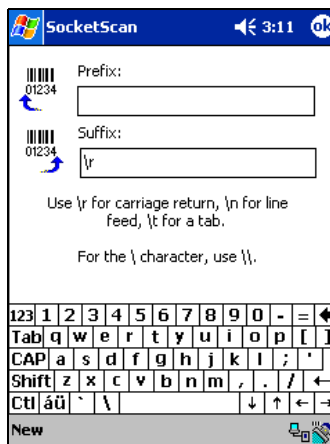 SocketScan 3:11 ok
Prefix:
01234
Suffix:
01234
\r
Use \r for carriage return, \n for line
feed, \t for a tab.
For the \ character, use \\.
123 1 2 3 4 5 6 7 8 9 0 - =
Tab q w e r t y u i o p [ ]
CAP a s d f g h j k l ; '
Shift z x c v b n m , . /
Ctl áü ` \
New